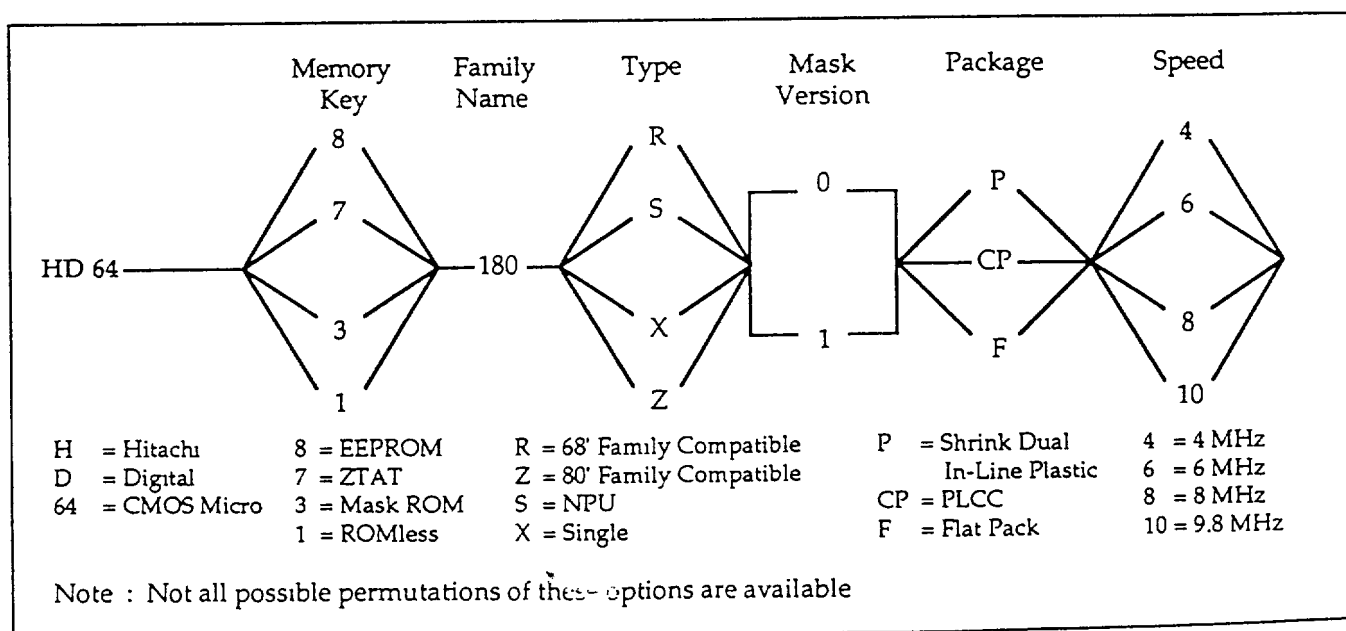 Memory Key Family Name Type Mask Version Package Speed
8 R 4
0 P
7 S 6
HD 64 180 CP
3 X 1 F 8
1 Z 10
H = Hitachi 8 = EEPROM R = 68' Family Compatible P = Shrink Dual In-Line Plastic 4 = 4 MHz
D = Digital 7 = ZTAT Z = 80' Family Compatible 6 = 6 MHz
64 = CMOS Micro 3 = Mask ROM S = NPU CP = PLCC 8 = 8 MHz
1 = ROMless X = Single F = Flat Pack 10 = 9.8 MHz
Note : Not all possible permutations of these options are available